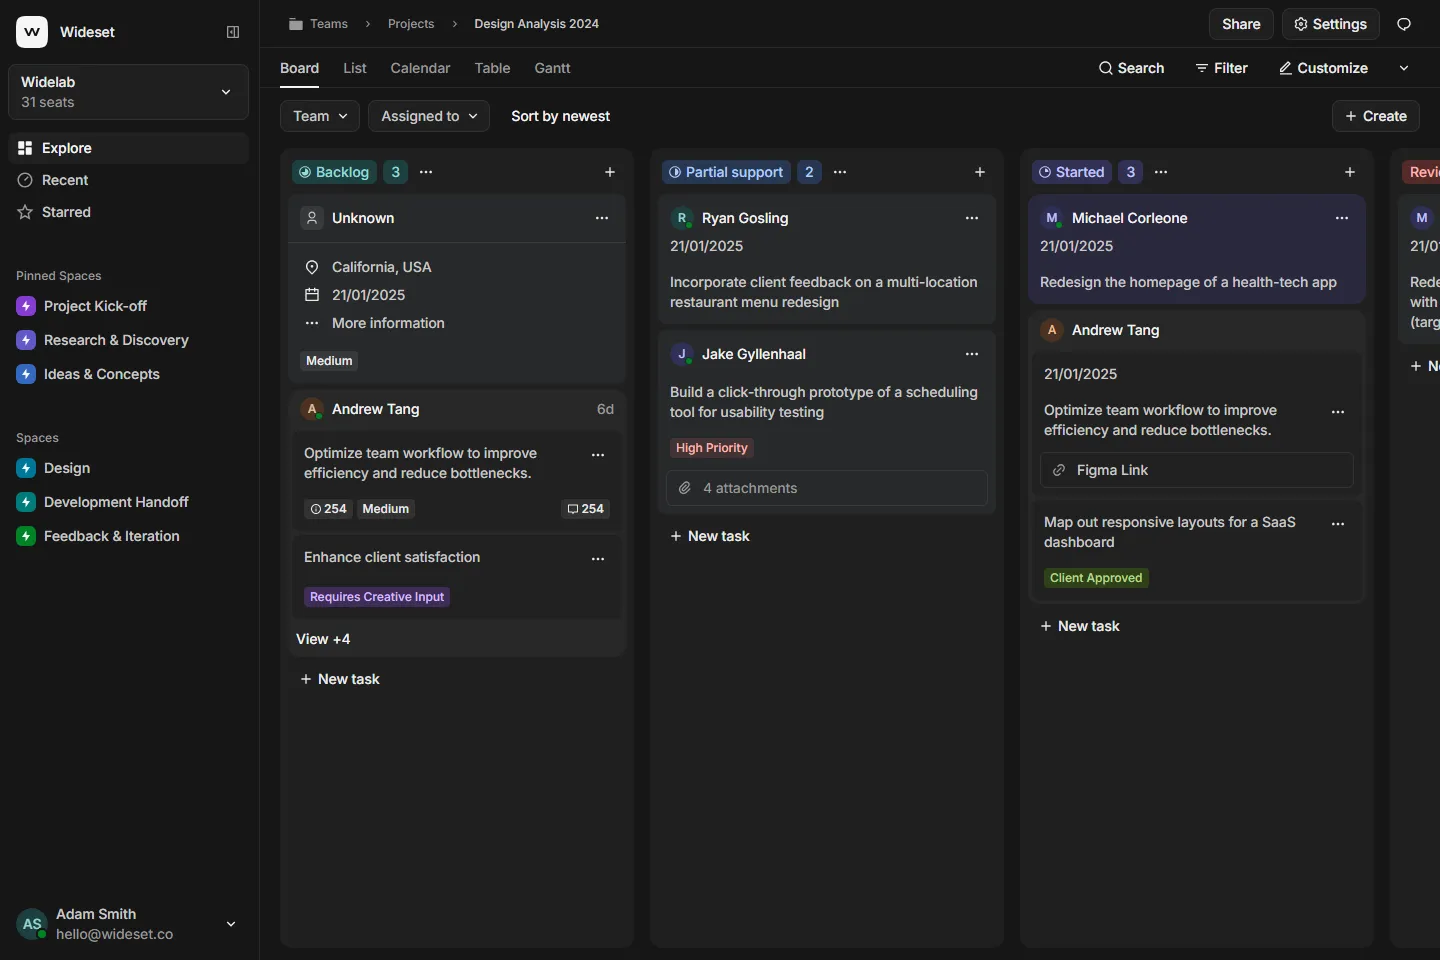 W
Wideset
Widelab
31 seats
Explore
Recent
Starred
Pinned Spaces
Project Kick-off
Research & Discovery
Ideas & Concepts
Spaces
Design
Development Handoff
Feedback & Iteration
AS
Adam Smith
hello@wideset.co
Teams > Projects > Design Analysis 2024
Share
Settings
Board
List
Calendar
Table
Gantt
Search
Filter
Customize
Team
Assigned to
Sort by newest
+ Create
Backlog 3
Unknown
California, USA
21/01/2025
More information
Medium
A Andrew Tang 6d
Optimize team workflow to improve
efficiency and reduce bottlenecks.
254 Medium 254
Enhance client satisfaction
Requires Creative Input
View +4
+ New task
Partial support 2
R Ryan Gosling
21/01/2025
Incorporate client feedback on a multi-location
restaurant menu redesign
J Jake Gyllenhaal
Build a click-through prototype of a scheduling
tool for usability testing
High Priority
4 attachments
+ New task
Started 3
M Michael Corleone
21/01/2025
Redesign the homepage of a health-tech app
A Andrew Tang
21/01/2025
Optimize team workflow to improve
efficiency and reduce bottlenecks.
Figma Link
Map out responsive layouts for a SaaS
dashboard
Client Approved
+ New task
Revi
M
21/0
Rede
with
(targ
+ N